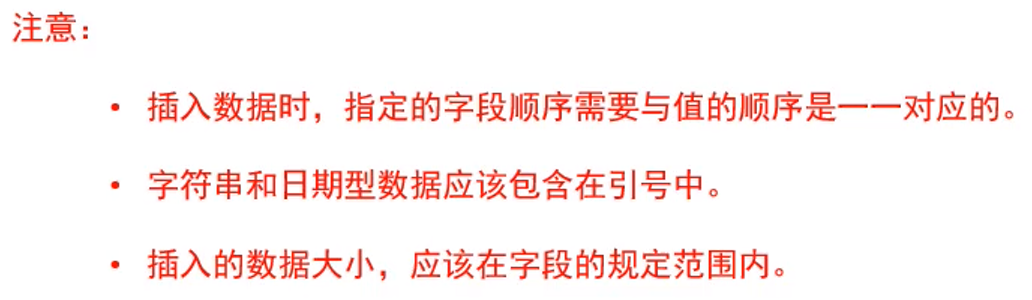 注意：
• 插入数据时，指定的字段顺序需要与值的顺序是一一对应的。
• 字符串和日期型数据应该包含在引号中。
• 插入的数据大小，应该在字段的规定范围内。